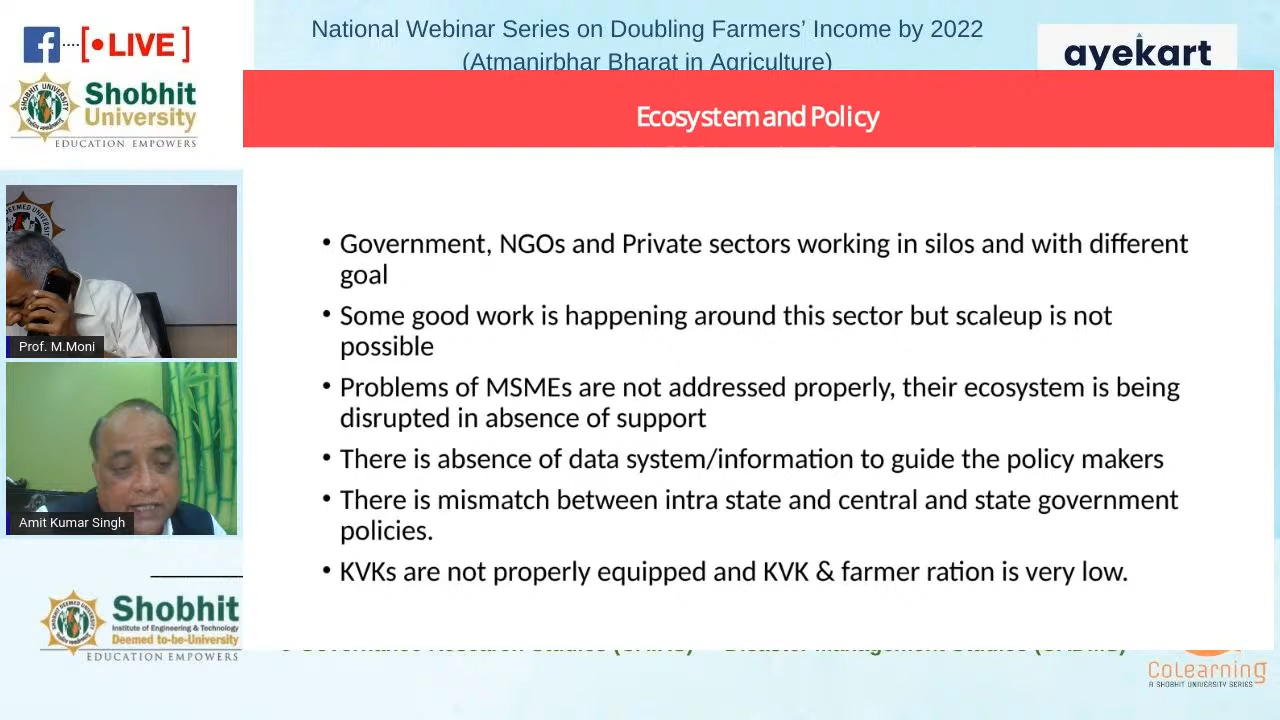 National Webinar Series on Doubling Farmers' Income by 2022
(Atmanirbhar Bharat in Agriculture)
LIVE
ayekart
Shobhit
University
EDUCATION EMPOWERS
Ecosystem and Policy
• Government, NGOs and Private sectors working in silos and with different
goal
• Some good work is happening around this sector but scaleup is not
possible
• Problems of MSMEs are not addressed properly, their ecosystem is being
disrupted in absence of support
• There is absence of data system/information to guide the policy makers
• There is mismatch between intra state and central and state government
policies.
• KVKs are not properly equipped and KVK & farmer ration is very low.
Prof. M.Moni
Amit Kumar Singh
Shobhit
Institute of Engineering & Technology
Deemed to-be-University
EDUCATION EMPOWERS
CoLearning
A SHOBHIT UNIVERSITY SERIES